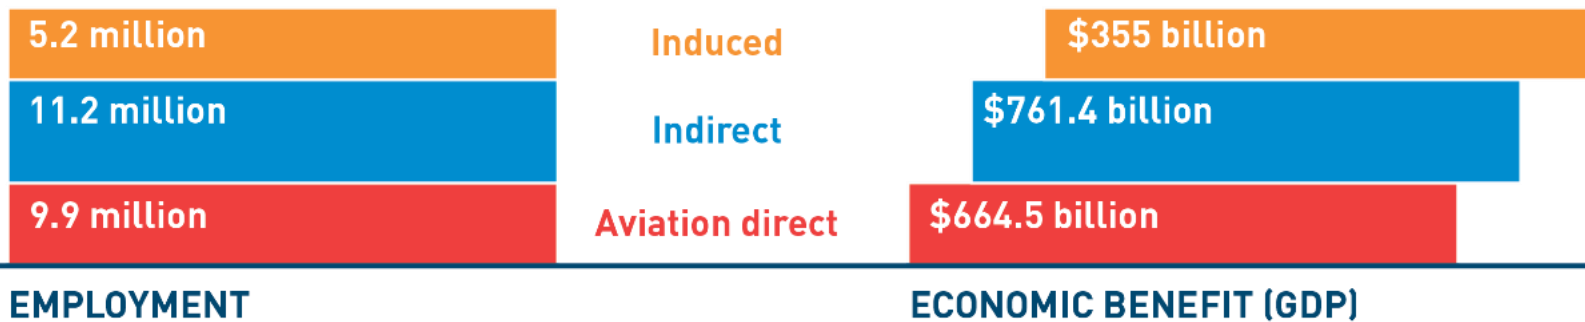 5.2 million Induced $355 billion
11.2 million Indirect $761.4 billion
9.9 million Aviation direct $664.5 billion
EMPLOYMENT ECONOMIC BENEFIT (GDP)